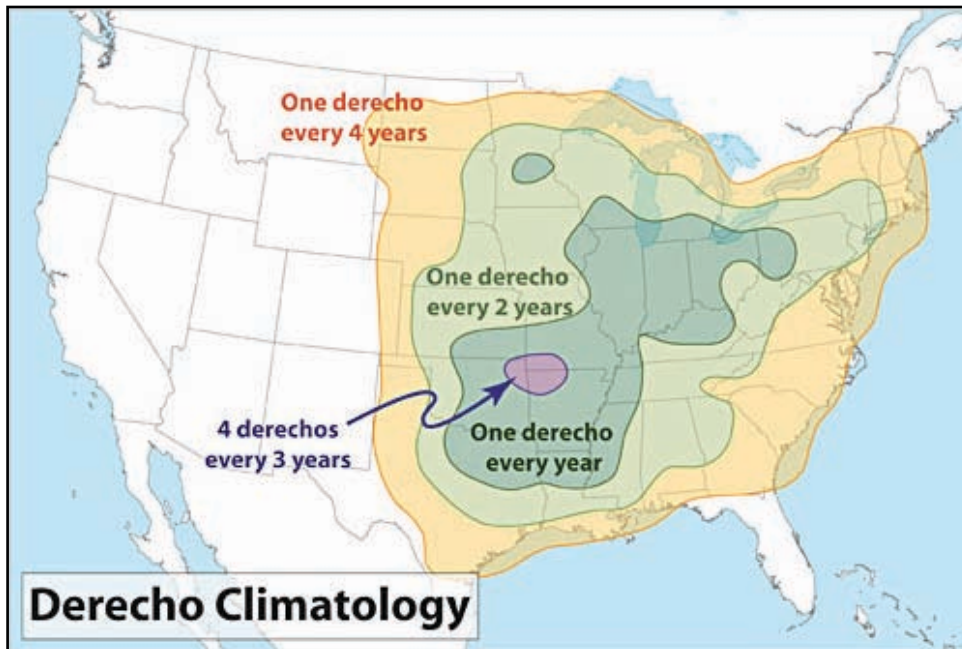 One derecho
every 4 years
One derecho
every 2 years
4 derechos
every 3 years
One derecho
every year
Derecho Climatology